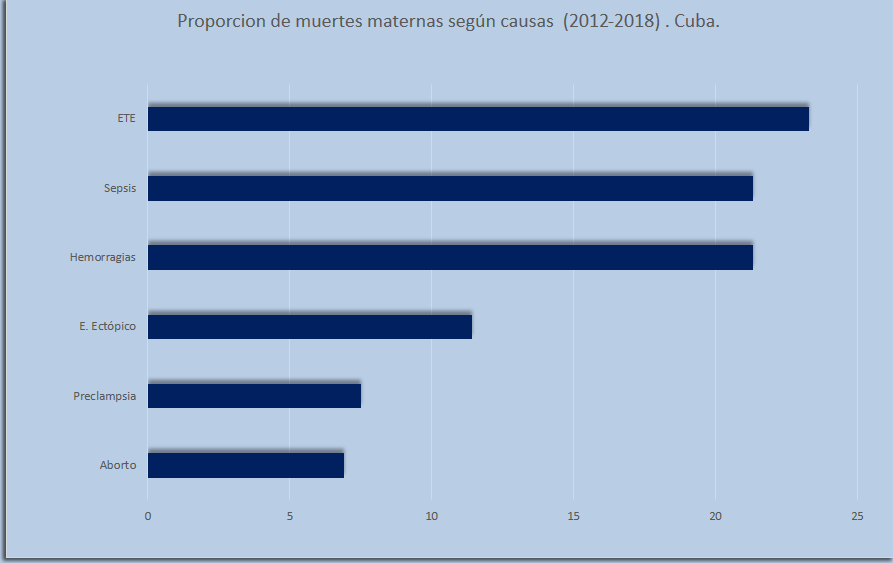 Proporcion de muertes maternas según causas  (2012-2018) . Cuba.
ETE
Sepsis
Hemorragias
E. Ectópico
Preclampsia
Aborto
0 5 10 15 20 25